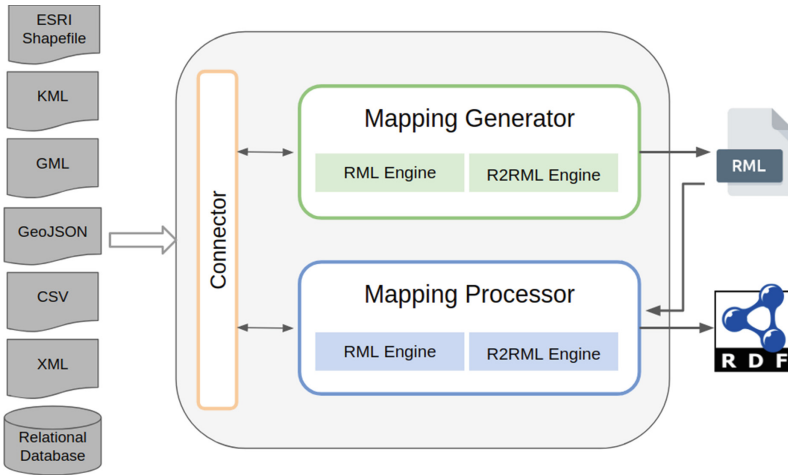 ESRI
Shapefile
KML
GML
GeoJSON
CSV
XML
Relational
Database
Connector
Mapping Generator
RML Engine
R2RML Engine
Mapping Processor
RML Engine
R2RML Engine
RML
RDF